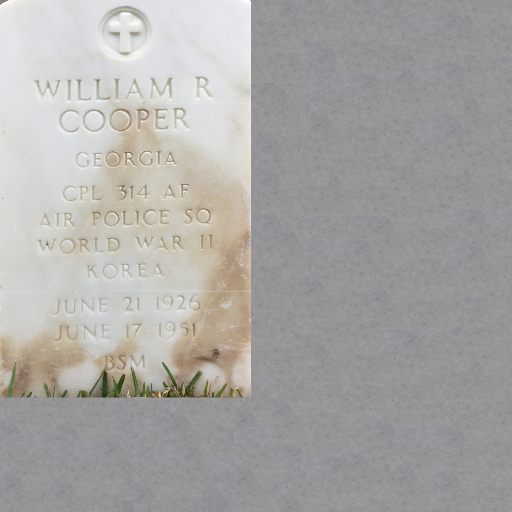 WILLIAM R
COOPER
GEORGIA
CPL 314 AF
AIR POLICE SQ
WORLD WAR II
KOREA
JUNE 21 1926
JUNE 17 1951
BSM